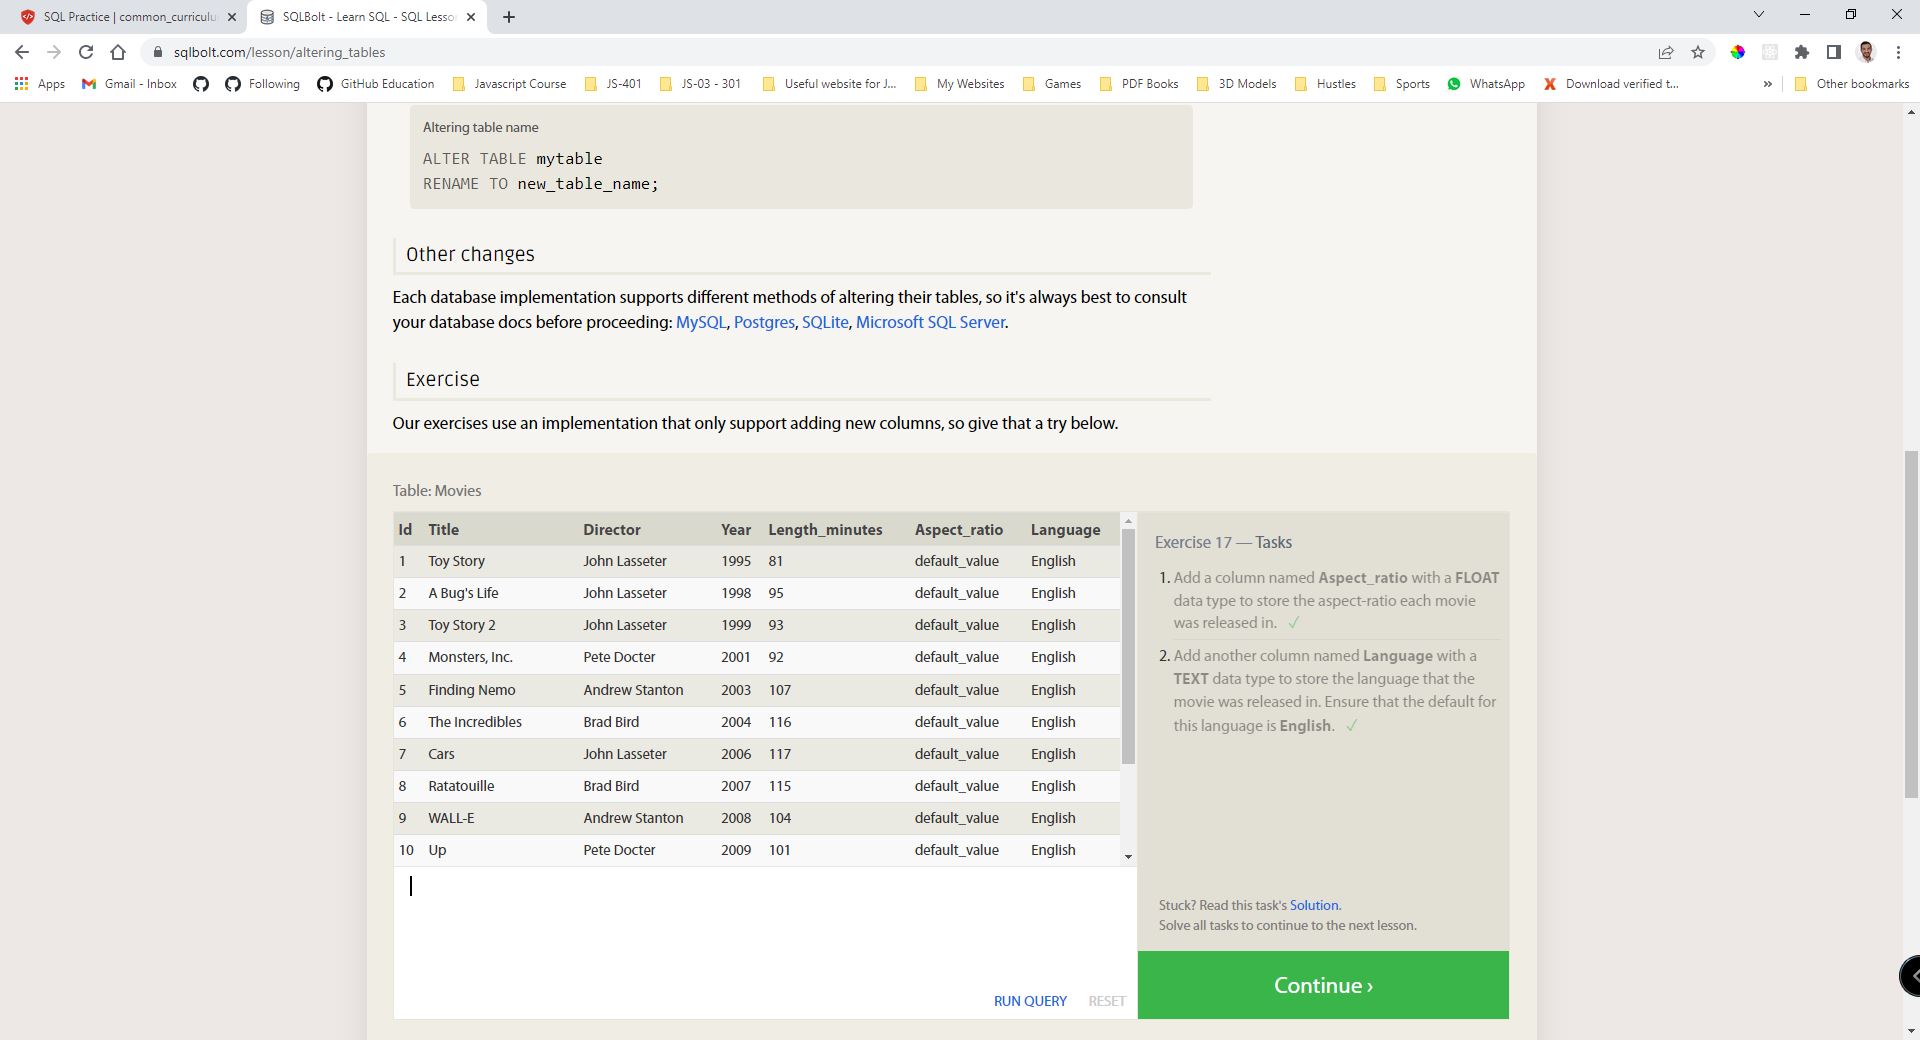 SQL Practice | common_curriculu
SQLBolt - Learn SQL - SQL Lesso
sqlbolt.com/lesson/altering_tables
Apps
Gmail - Inbox
Following
GitHub Education
Javascript Course
JS-401
JS-03 - 301
Useful website for J...
My Websites
Games
PDF Books
3D Models
Hustles
Sports
WhatsApp
Download verified t...
»
Other bookmarks
Altering table name
ALTER TABLE mytable
RENAME TO new_table_name;
Other changes
Each database implementation supports different methods of altering their tables, so it's always best to consult
your database docs before proceeding: MySQL, Postgres, SQLite, Microsoft SQL Server.
Exercise
Our exercises use an implementation that only support adding new columns, so give that a try below.
Table: Movies
Id Title Director Year Length_minutes Aspect_ratio Language
1 Toy Story John Lasseter 1995 81 default_value English
2 A Bug's Life John Lasseter 1998 95 default_value English
3 Toy Story 2 John Lasseter 1999 93 default_value English
4 Monsters, Inc. Pete Docter 2001 92 default_value English
5 Finding Nemo Andrew Stanton 2003 107 default_value English
6 The Incredibles Brad Bird 2004 116 default_value English
7 Cars John Lasseter 2006 117 default_value English
8 Ratatouille Brad Bird 2007 115 default_value English
9 WALL-E Andrew Stanton 2008 104 default_value English
10 Up Pete Docter 2009 101 default_value English
RUN QUERY RESET
Exercise 17 — Tasks
1. Add a column named Aspect_ratio with a FLOAT
data type to store the aspect-ratio each movie
was released in. ✓
2. Add another column named Language with a
TEXT data type to store the language that the
movie was released in. Ensure that the default for
this language is English. ✓
Stuck? Read this task's Solution.
Solve all tasks to continue to the next lesson.
Continue ›